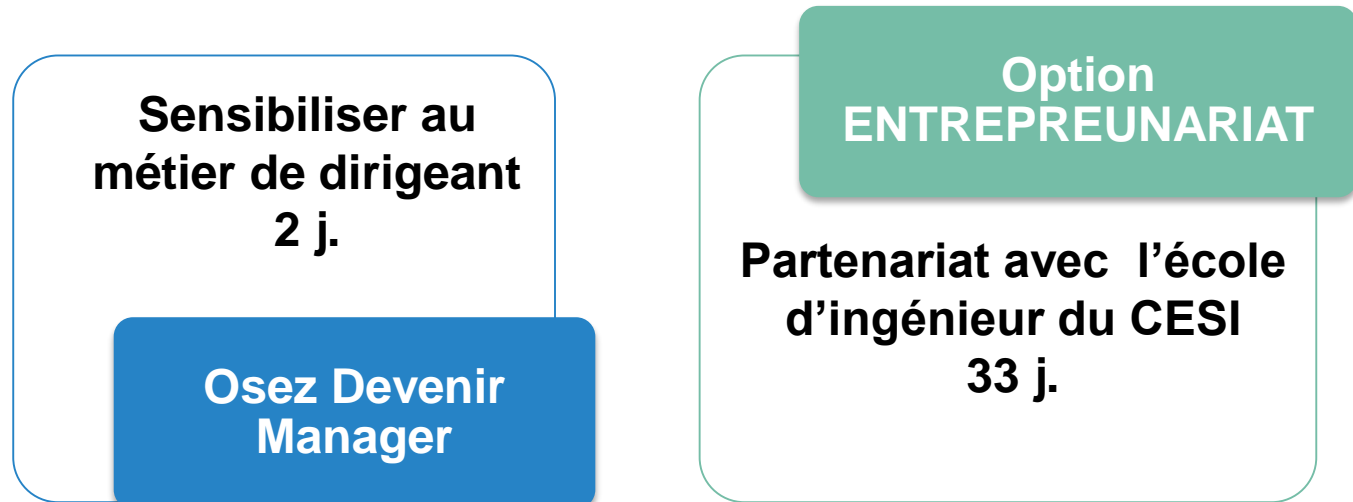 Sensibiliser au
métier de dirigeant
2 j.
Osez Devenir
Manager
Option
ENTREPREUNARIAT
Partenariat avec l’école
d’ingénieur du CESI
33 j.